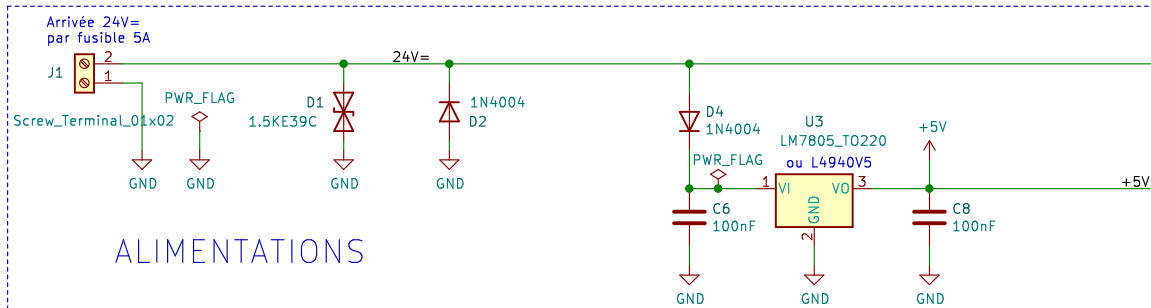 Arrivée 24V=
par fusible 5A
J1
2
1
Screw_Terminal_01x02
GND
PWR_FLAG
GND
24V=
D1
1.5KE39C
GND
1N4004
D2
GND
D4
1N4004
PWR_FLAG
C6
100nF
GND
U3
LM7805_TO220
ou L4940V5
1
VI
VO
3
GND
2
GND
+5V
+5V
C8
100nF
GND
ALIMENTATIONS